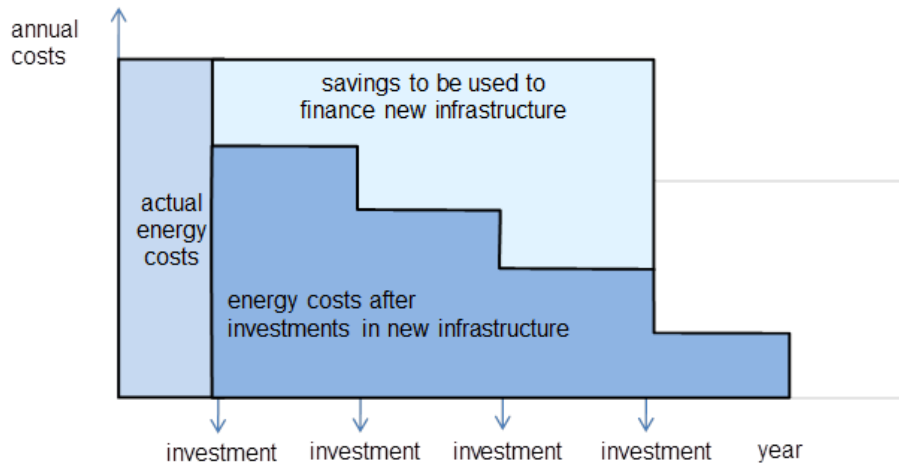 annual
costs
savings to be used to
finance new infrastructure
actual
energy
costs
energy costs after
investments in new infrastructure
investment
investment
investment
investment
year